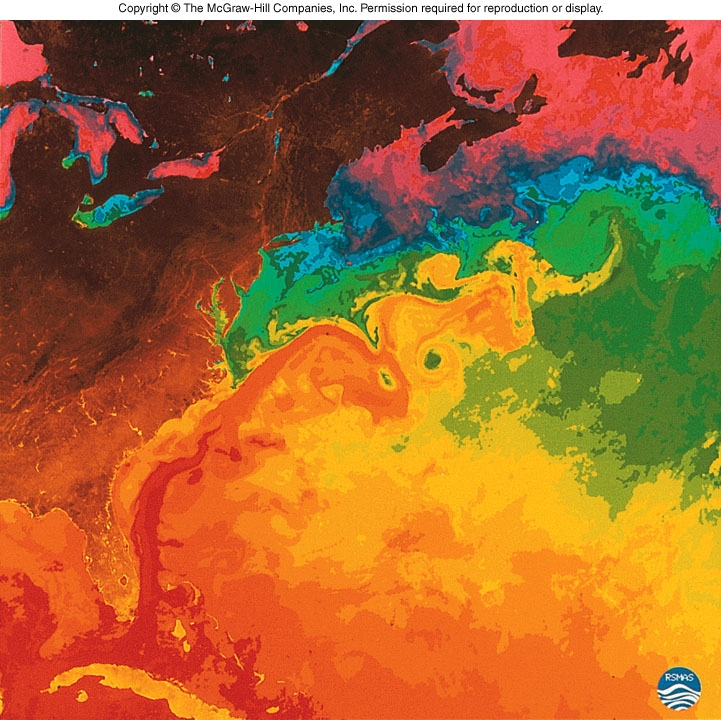 Copyright © The McGraw-Hill Companies, Inc. Permission required for reproduction or display.
RSMAS